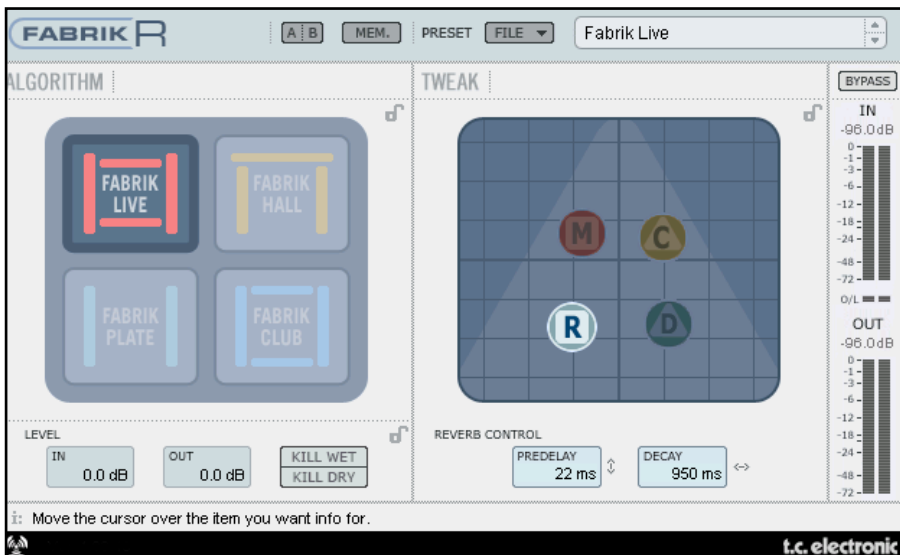 FABRIK R
A B
MEM.
PRESET
FILE
Fabrik Live
ALGORITHM
TWEAK
BYPASS
FABRIK
LIVE
FABRIK
HALL
FABRIK
PLATE
FABRIK
CLUB
M
C
R
D
IN
-96.0dB
0
-1
-3
-6
-12
-18
-24
-48
-72
O/L
OUT
-96.0dB
0
-1
-3
-6
-12
-18
-24
-48
-72
LEVEL
IN
0.0 dB
OUT
0.0 dB
KILL WET
KILL DRY
REVERB CONTROL
PREDELAY
22 ms
DECAY
950 ms
i: Move the cursor over the item you want info for.
t.c. electronic